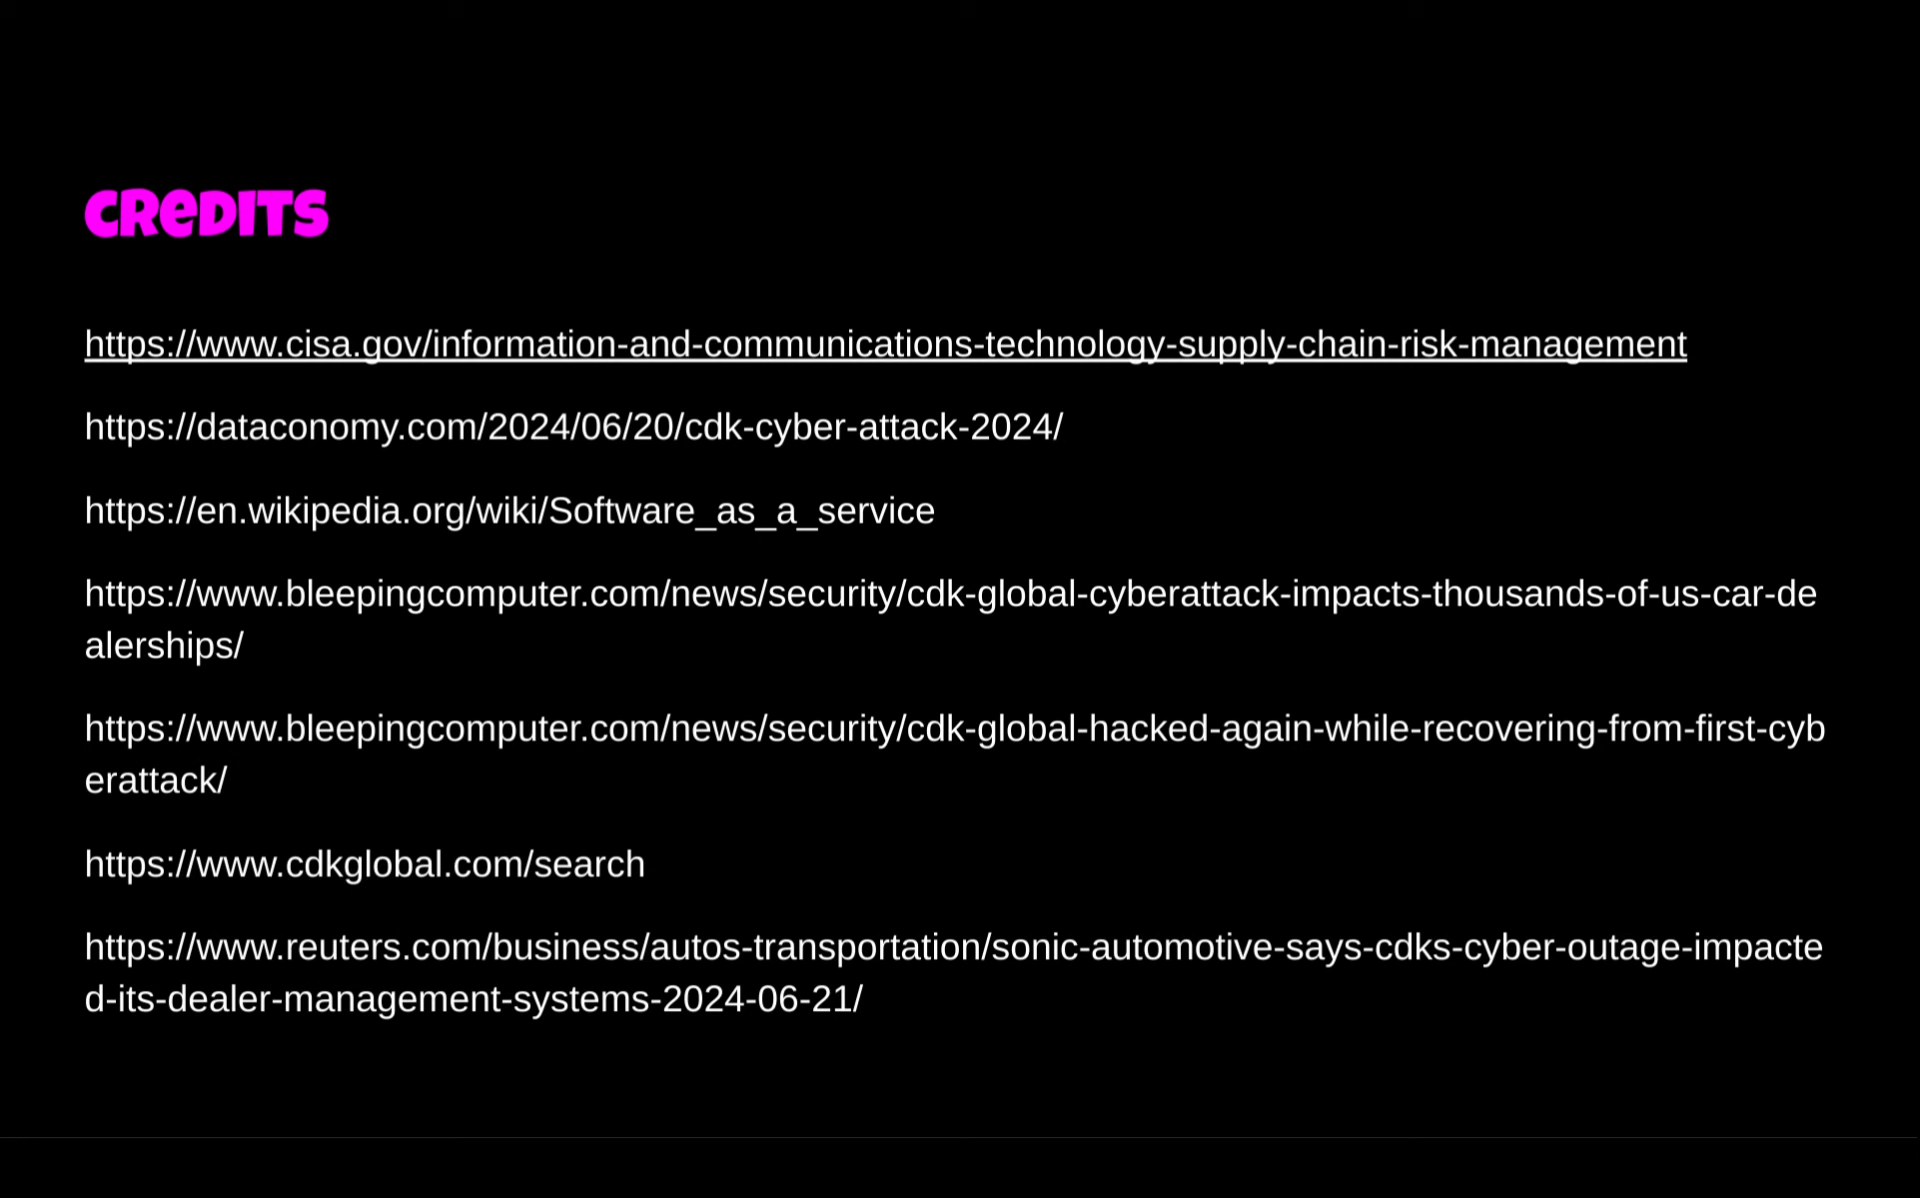 CREDITS
https://www.cisa.gov/information-and-communications-technology-supply-chain-risk-management
https://dataconomy.com/2024/06/20/cdk-cyber-attack-2024/
https://en.wikipedia.org/wiki/Software_as_a_service
https://www.bleepingcomputer.com/news/security/cdk-global-cyberattack-impacts-thousands-of-us-car-de
alerships/
https://www.bleepingcomputer.com/news/security/cdk-global-hacked-again-while-recovering-from-first-cyb
erattack/
https://www.cdkglobal.com/search
https://www.reuters.com/business/autos-transportation/sonic-automotive-says-cdks-cyber-outage-impacte
d-its-dealer-management-systems-2024-06-21/